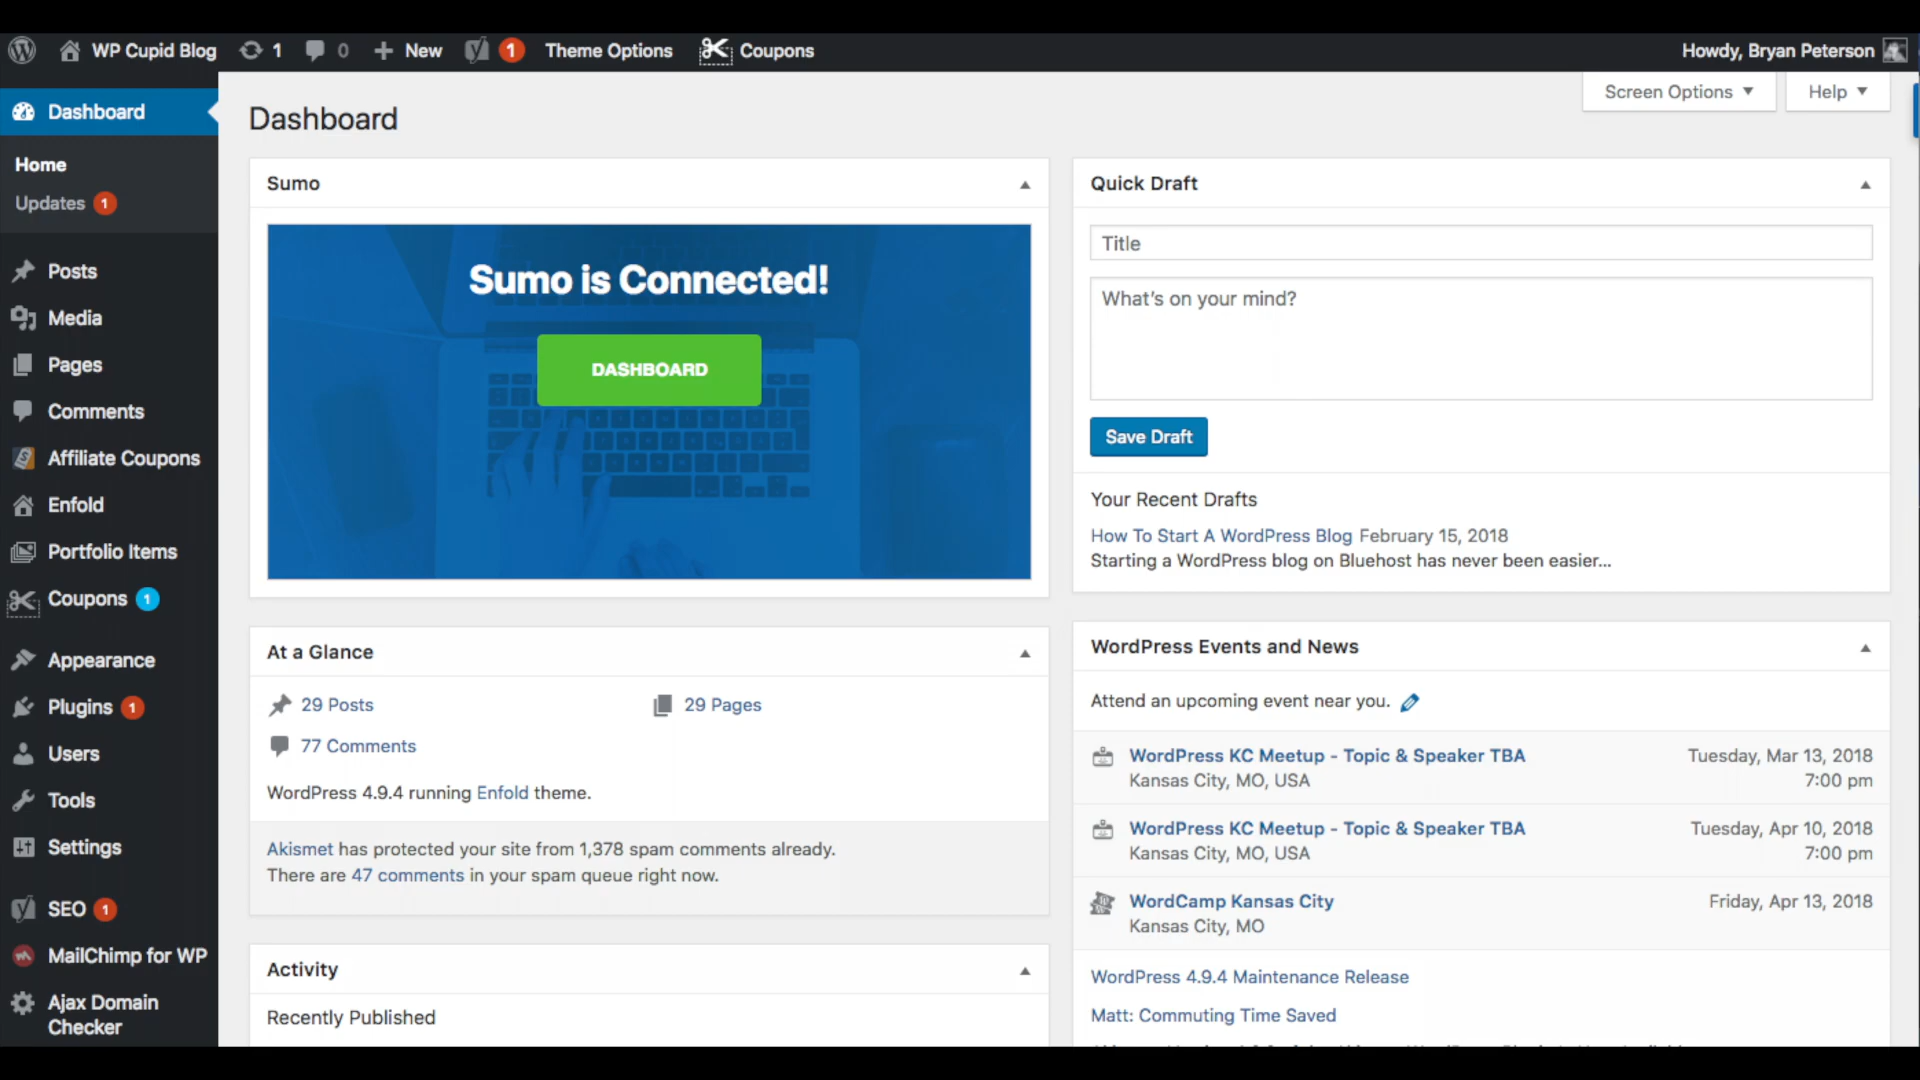 WP Cupid Blog 1 0 New 1 Theme Options Coupons Howdy, Bryan Peterson
Screen Options Help
Dashboard
Home
Updates 1
Posts
Media
Pages
Comments
Affiliate Coupons
Enfold
Portfolio Items
Coupons 1
Appearance
Plugins 1
Users
Tools
Settings
SEO 1
MailChimp for WP
Ajax Domain
Checker
Dashboard
Sumo
Sumo is Connected!
DASHBOARD
At a Glance
29 Posts 29 Pages
77 Comments
WordPress 4.9.4 running Enfold theme.
Akismet has protected your site from 1,378 spam comments already.
There are 47 comments in your spam queue right now.
Activity
Recently Published
Quick Draft
Title
What's on your mind?
Save Draft
Your Recent Drafts
How To Start A WordPress Blog February 15, 2018
Starting a WordPress blog on Bluehost has never been easier...
WordPress Events and News
Attend an upcoming event near you.
WordPress KC Meetup - Topic & Speaker TBA Tuesday, Mar 13, 2018
Kansas City, MO, USA 7:00 pm
WordPress KC Meetup - Topic & Speaker TBA Tuesday, Apr 10, 2018
Kansas City, MO, USA 7:00 pm
WordCamp Kansas City Friday, Apr 13, 2018
Kansas City, MO
WordPress 4.9.4 Maintenance Release
Matt: Commuting Time Saved